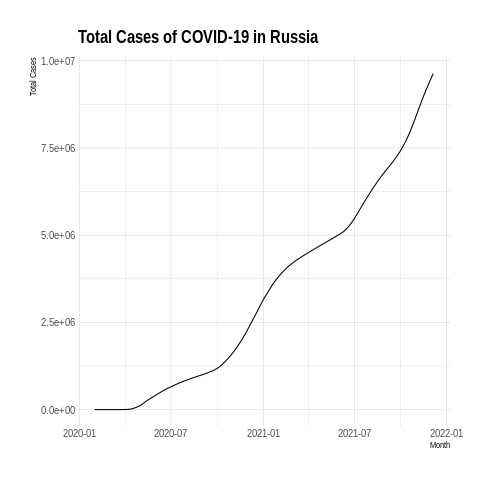 Total Cases of COVID-19 in Russia
Total Cases
1.0e+07
7.5e+06
5.0e+06
2.5e+06
0.0e+00
2020-01 2020-07 2021-01 2021-07 2022-01
Month